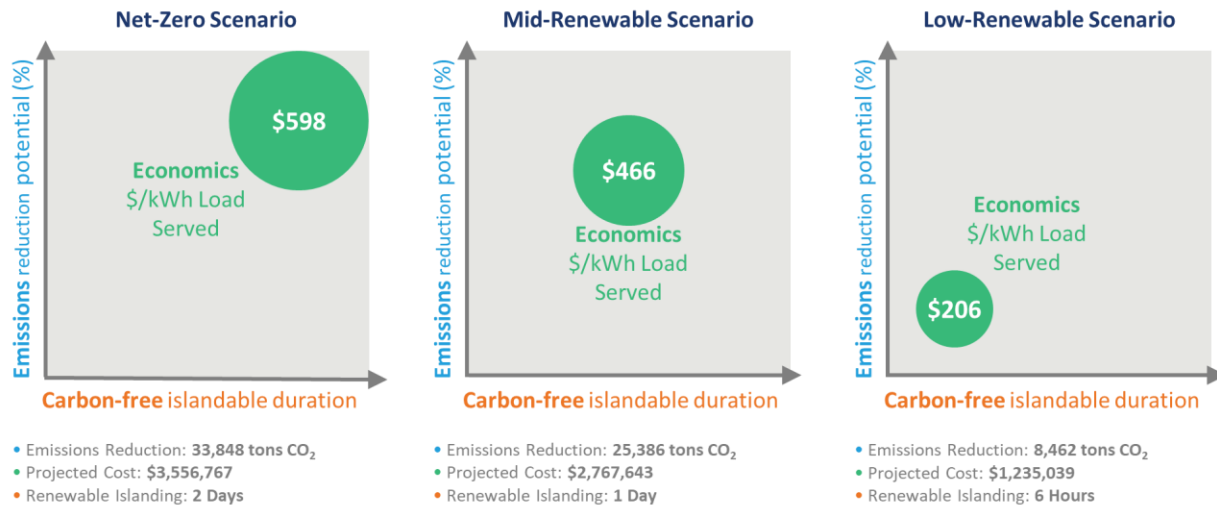 Net-Zero Scenario
Emissions reduction potential (%)
$598
Economics
$/kWh Load
Served
Carbon-free islandable duration
• Emissions Reduction: 33,848 tons CO₂
• Projected Cost: $3,556,767
• Renewable Islanding: 2 Days
Mid-Renewable Scenario
Emissions reduction potential (%)
$466
Economics
$/kWh Load
Served
Carbon-free islandable duration
• Emissions Reduction: 25,386 tons CO₂
• Projected Cost: $2,767,643
• Renewable Islanding: 1 Day
Low-Renewable Scenario
Emissions reduction potential (%)
Economics
$/kWh Load
Served
$206
Carbon-free islandable duration
• Emissions Reduction: 8,462 tons CO₂
• Projected Cost: $1,235,039
• Renewable Islanding: 6 Hours